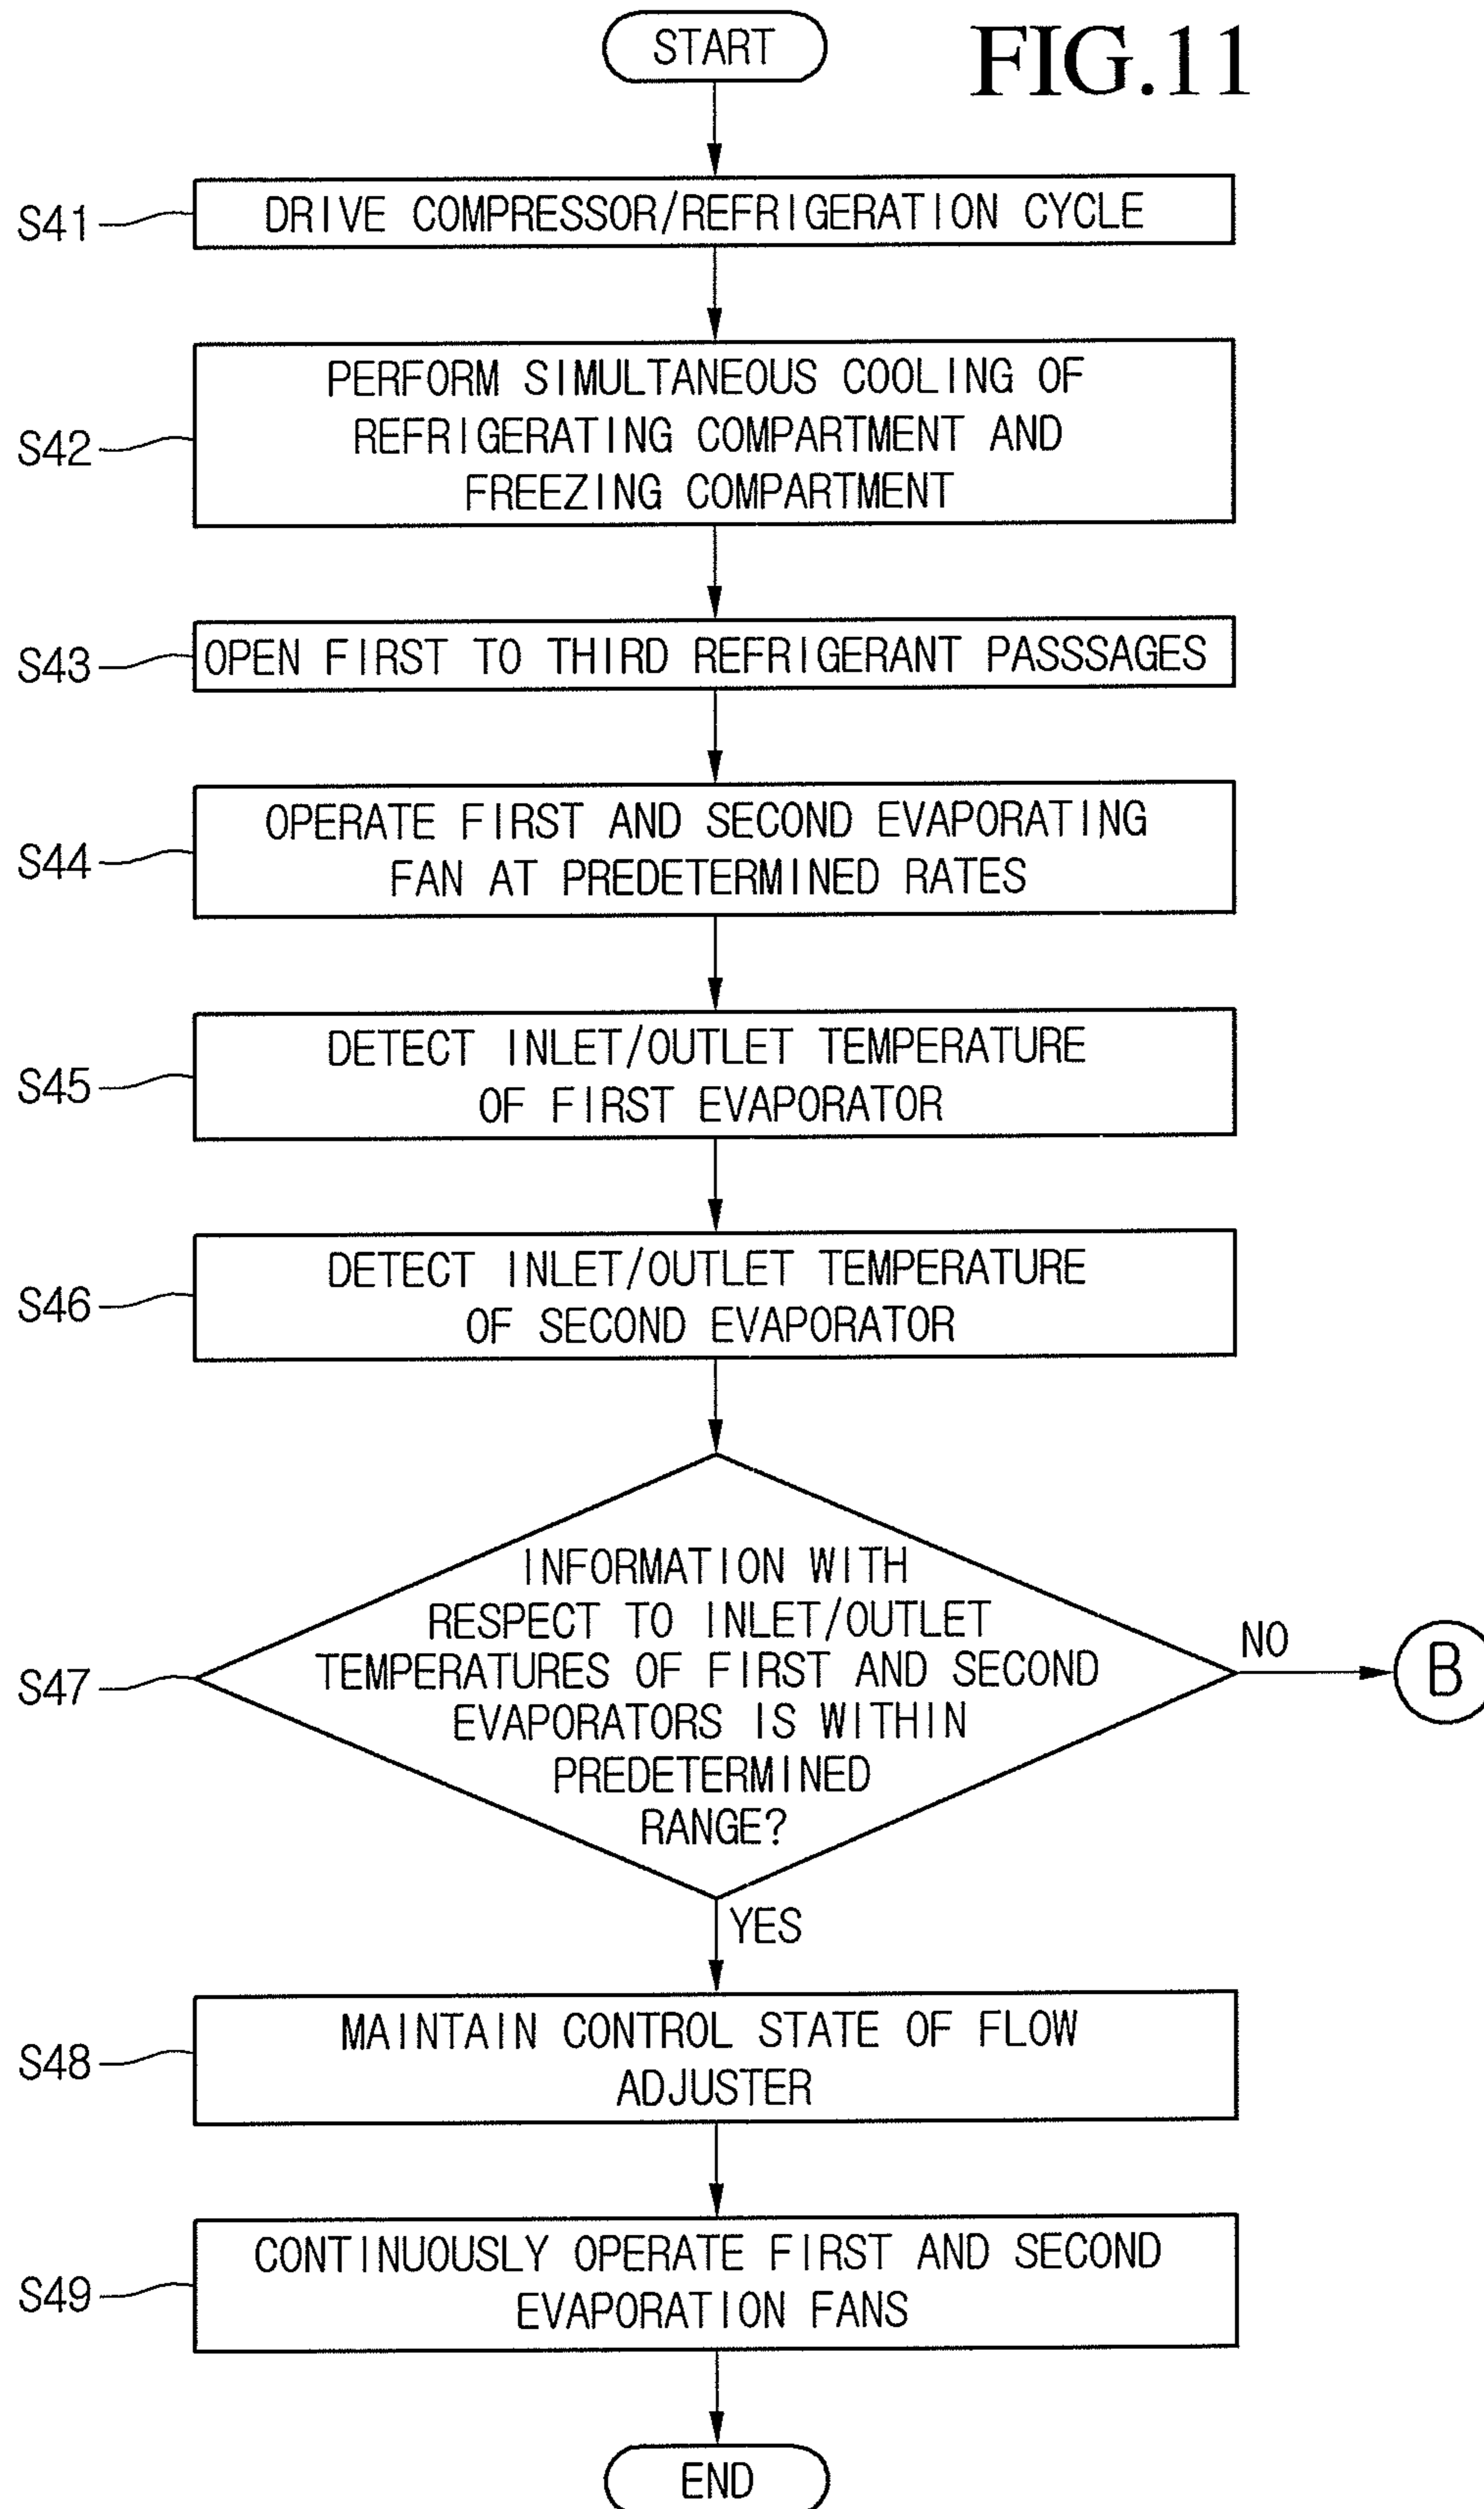 START
FIG.11
S41
DRIVE COMPRESSOR/REFRIGERATION CYCLE
S42
PERFORM SIMULTANEOUS COOLING OF
REFRIGERATING COMPARTMENT AND
FREEZING COMPARTMENT
S43
OPEN FIRST TO THIRD REFRIGERANT PASSSAGES
S44
OPERATE FIRST AND SECOND EVAPORATING
FAN AT PREDETERMINED RATES
S45
DETECT INLET/OUTLET TEMPERATURE
OF FIRST EVAPORATOR
S46
DETECT INLET/OUTLET TEMPERATURE
OF SECOND EVAPORATOR
S47
INFORMATION WITH
RESPECT TO INLET/OUTLET
TEMPERATURES OF FIRST AND SECOND
EVAPORATORS IS WITHIN
PREDETERMINED
RANGE?
NO
B
YES
S48
MAINTAIN CONTROL STATE OF FLOW
ADJUSTER
S49
CONTINUOUSLY OPERATE FIRST AND SECOND
EVAPORATION FANS
END